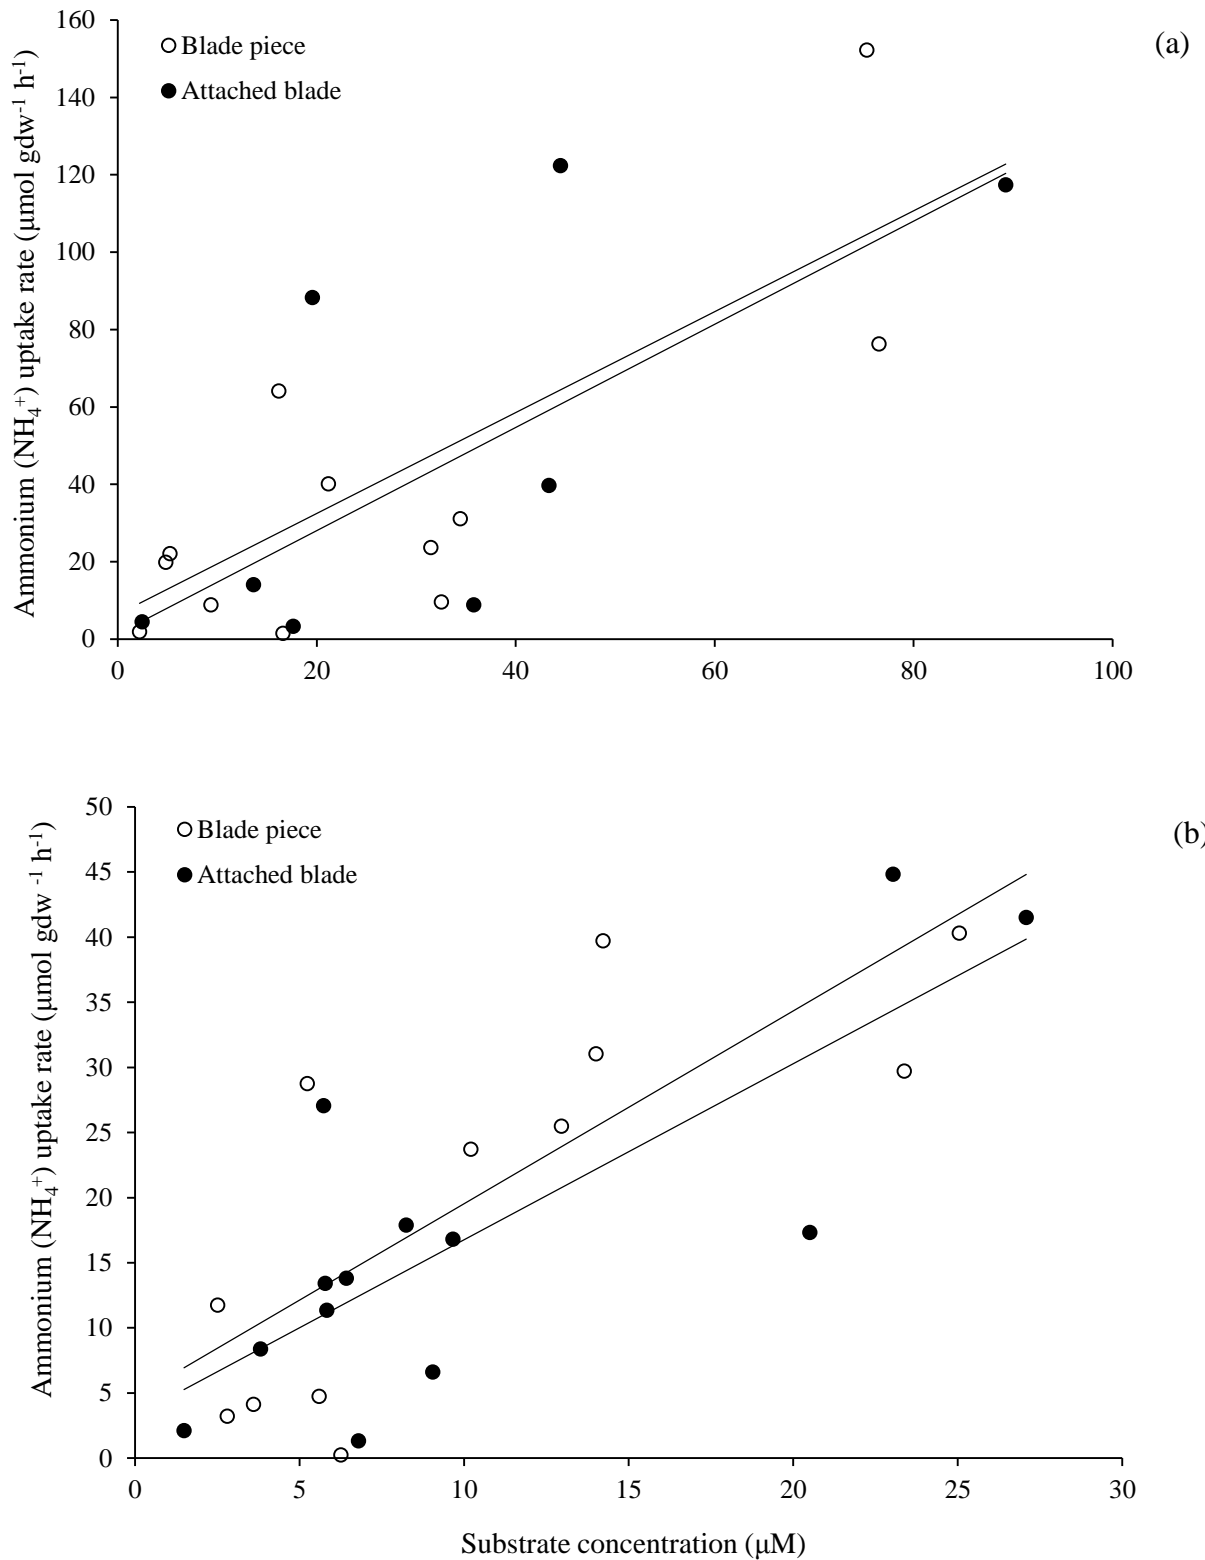 (a)
Blade piece
Attached blade
Ammonium (NH₄⁺) uptake rate (μmol gdw⁻¹ h⁻¹)
160
140
120
100
80
60
40
20
0
0 20 40 60 80 100
(b)
Blade piece
Attached blade
Ammonium (NH₄⁺) uptake rate (μmol gdw ⁻¹ h⁻¹)
50
45
40
35
30
25
20
15
10
5
0
0 5 10 15 20 25 30
Substrate concentration (μM)